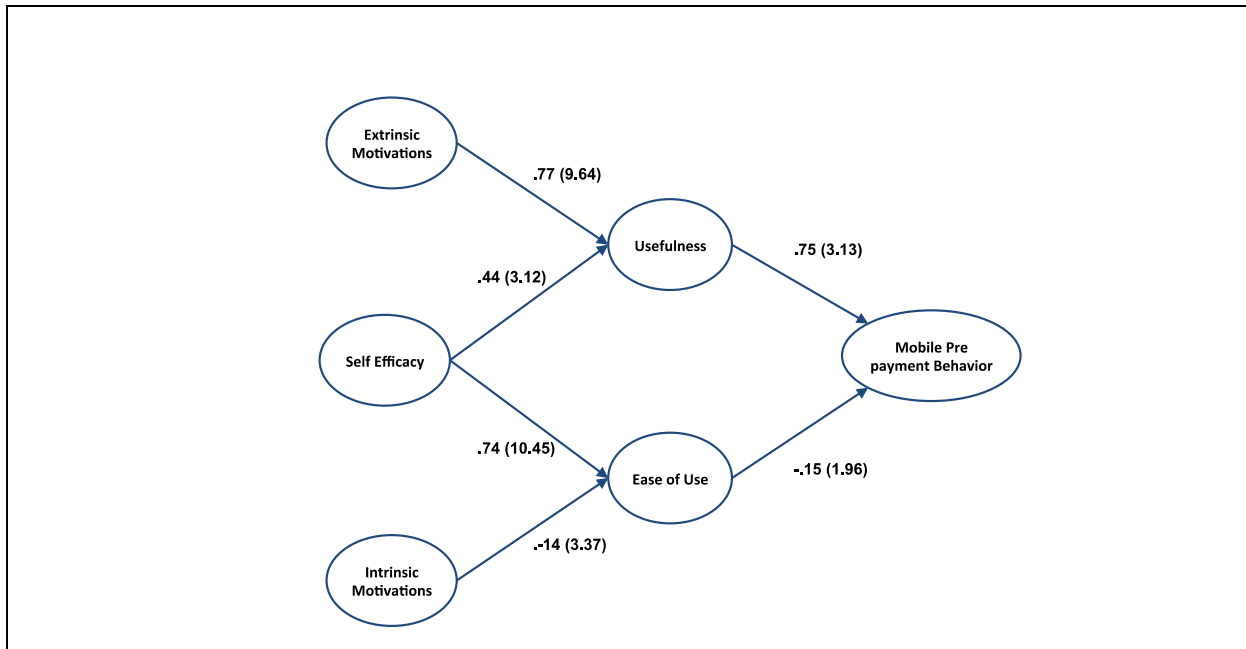 Extrinsic
Motivations
.77 (9.64)
Usefulness
.44 (3.12)
.75 (3.13)
Self Efficacy
Mobile Pre
payment Behavior
.74 (10.45)
Ease of Use
-.15 (1.96)
.-14 (3.37)
Intrinsic
Motivations